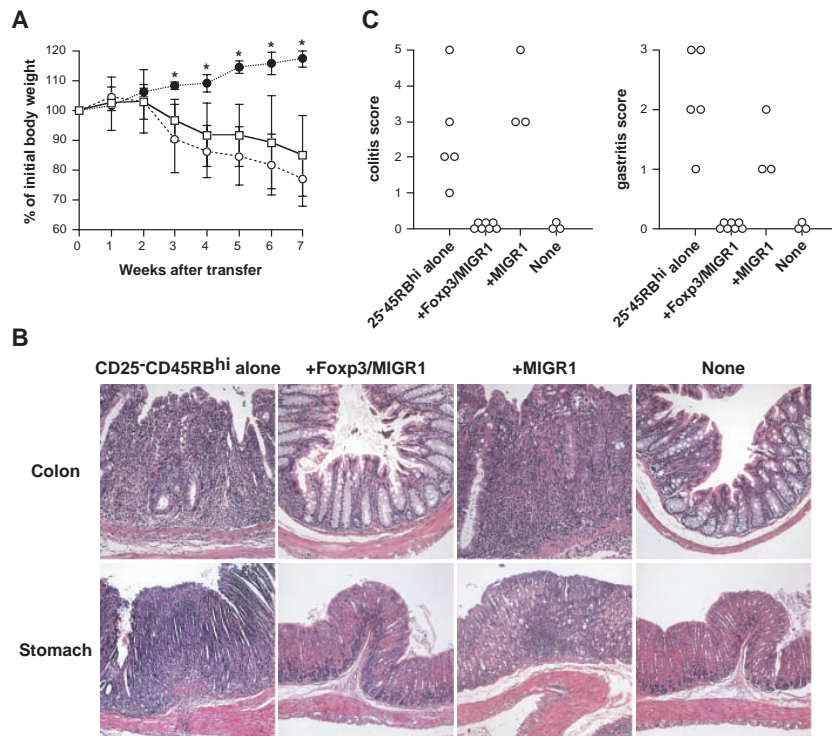 A
% of initial body weight
120
110
100
90
80
70
60
* * * * *
0 1 2 3 4 5 6 7
Weeks after transfer
C
colitis score
5
4
3
2
1
0
25-45RBhi alone
+Foxp3/MIGR1
+MIGR1
None
gastritis score
3
2
1
0
25-45RBhi alone
+Foxp3/MIGR1
+MIGR1
None
B
CD25-CD45RBhi alone +Foxp3/MIGR1 +MIGR1 None
Colon
Stomach